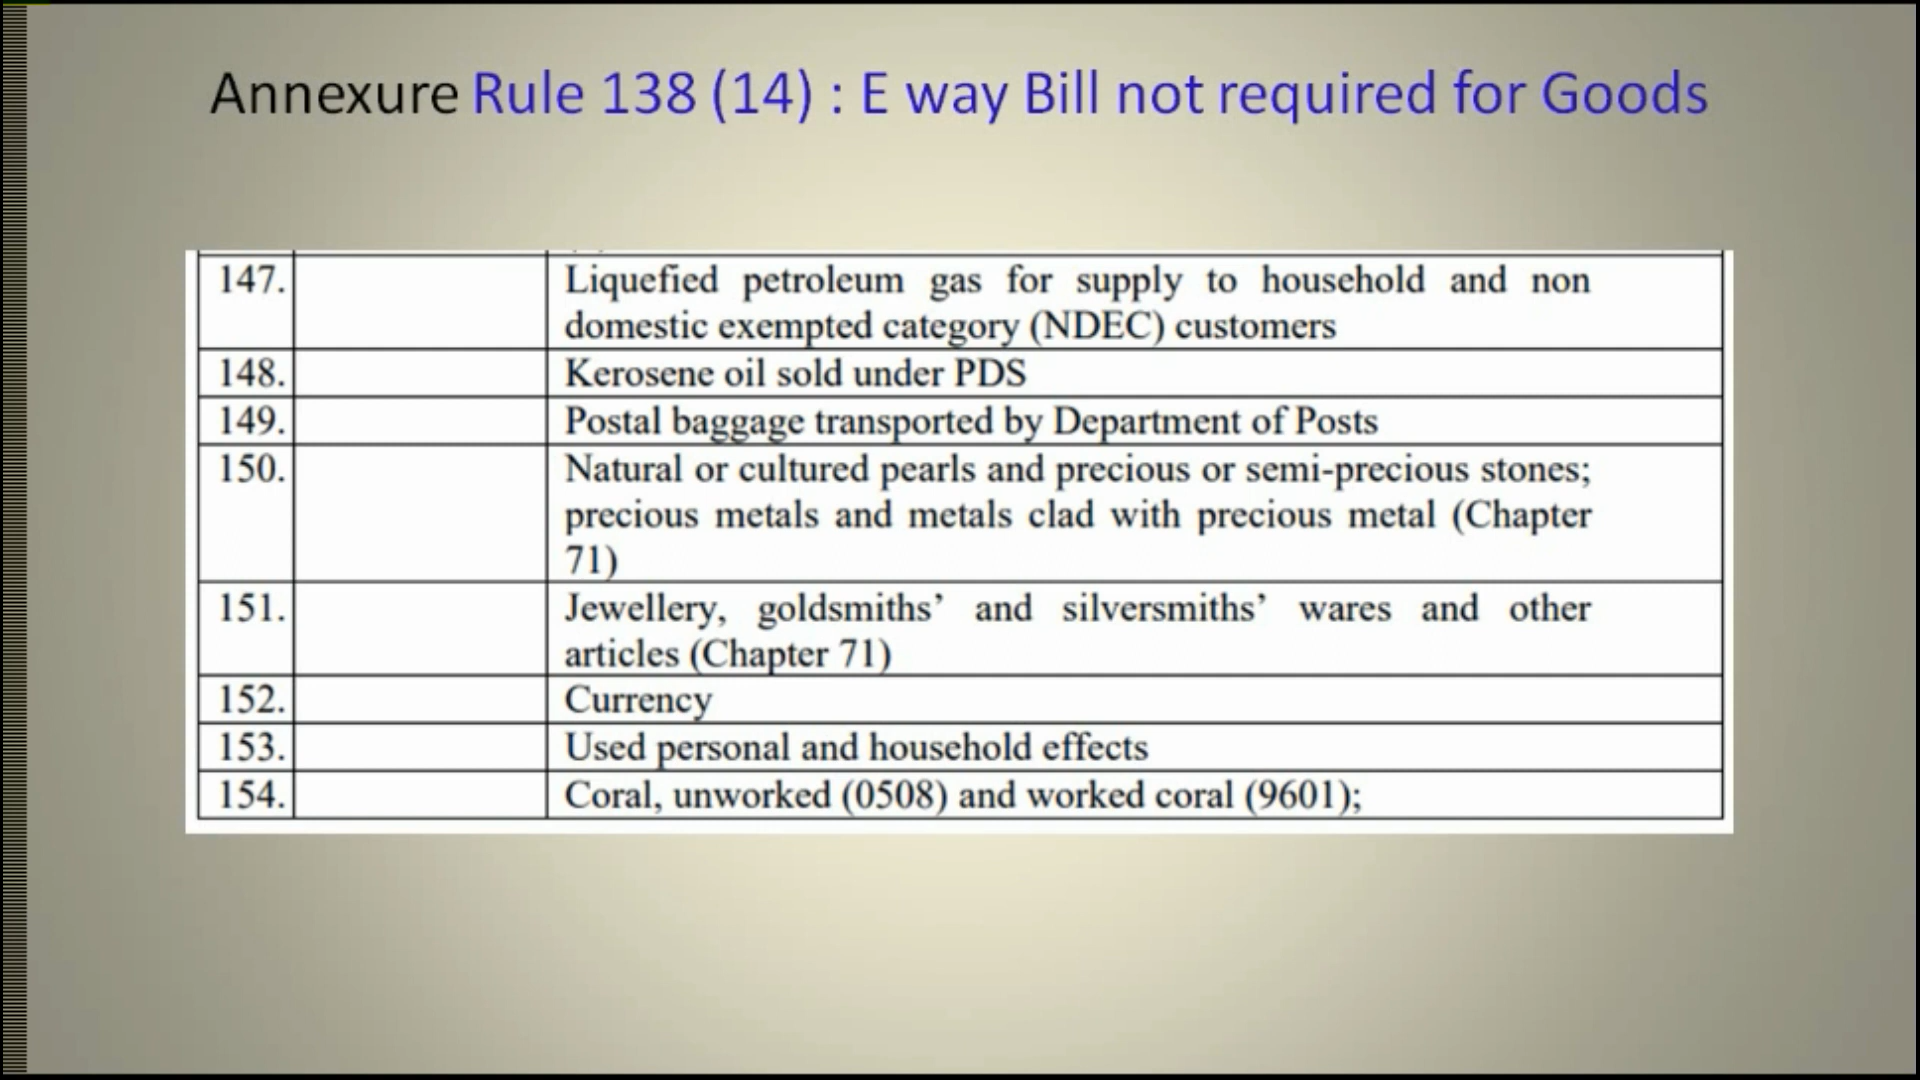 Annexure Rule 138 (14) : E way Bill not required for Goods
147. Liquefied petroleum gas for supply to household and non
domestic exempted category (NDEC) customers
148. Kerosene oil sold under PDS
149. Postal baggage transported by Department of Posts
150. Natural or cultured pearls and precious or semi-precious stones;
precious metals and metals clad with precious metal (Chapter
71)
151. Jewellery, goldsmiths’ and silversmiths’ wares and other
articles (Chapter 71)
152. Currency
153. Used personal and household effects
154. Coral, unworked (0508) and worked coral (9601);